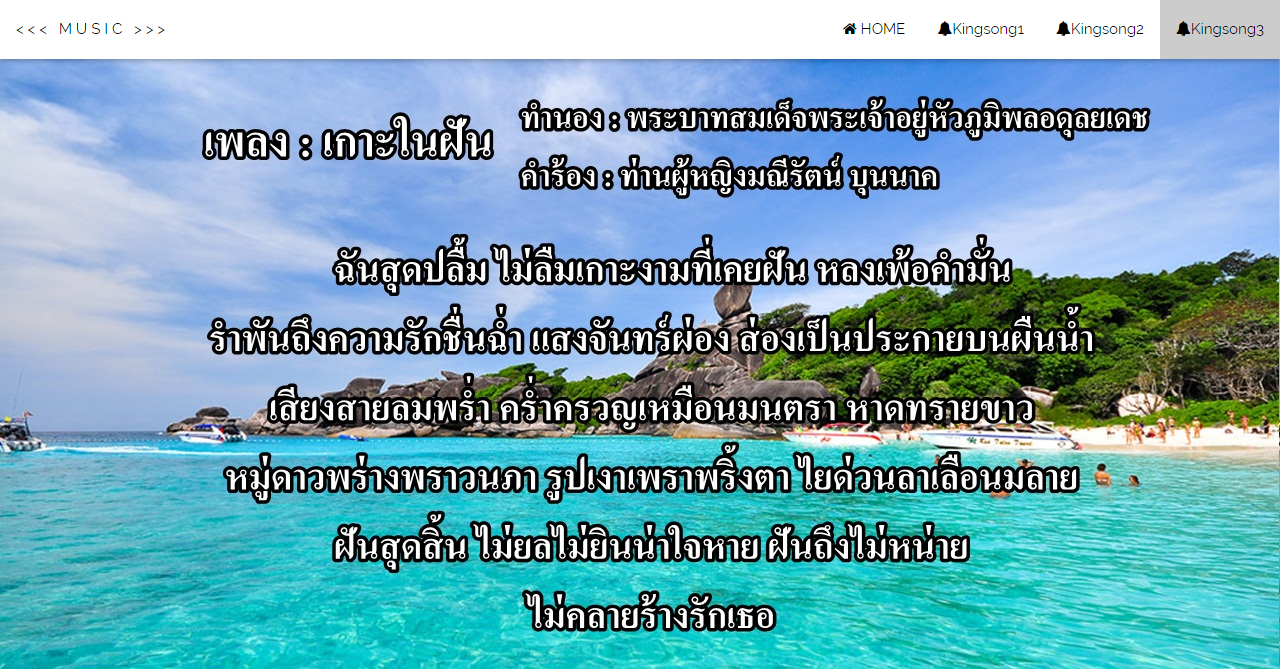 <<< MUSIC >>>
HOME
Kingsong1
Kingsong2
Kingsong3
เพลง : เกาะในฝัน
ทำนอง : พระบาทสมเด็จพระเจ้าอยู่หัวภูมิพลอดุลยเดช
คำร้อง : ท่านผู้หญิงมณีรัตน์ บุนนาค
ฉันสุดปลื้ม ไม่ลืมเกาะงามที่เคยฝัน หลงเพ้อคำมั่น
รำพันถึงความรักชื่นฉ่ำ แสงจันทร์ผ่อง ส่องเป็นประกายบนผืนน้ำ
เสียงสายลมพร่ำ คร่ำครวญเหมือนมนตรา หาดทรายขาว
หมู่ดาวพร่างพราวนภา รูปเงาเพราพริ้งตา ไยด่วนลาเลือนมลาย
ฝันสุดสิ้น ไม่ยลไม่ยินน่าใจหาย ฝันถึงไม่หน่าย
ไม่คลายร้างรักเธอ